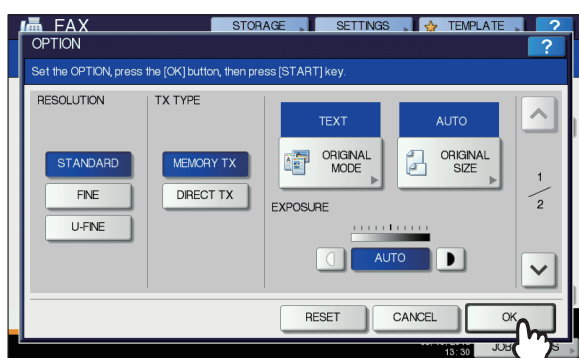 FAX STORAGE SETTINGS TEMPLATE ?
OPTION ?
Set the OPTION, press the [OK] button, then press [START] key.
RESOLUTION TX TYPE
TEXT AUTO
STANDARD MEMORY TX ORIGINAL MODE ORIGINAL SIZE
FINE DIRECT TX
1
2
U-FINE
EXPOSURE
AUTO
RESET CANCEL OK
13:30